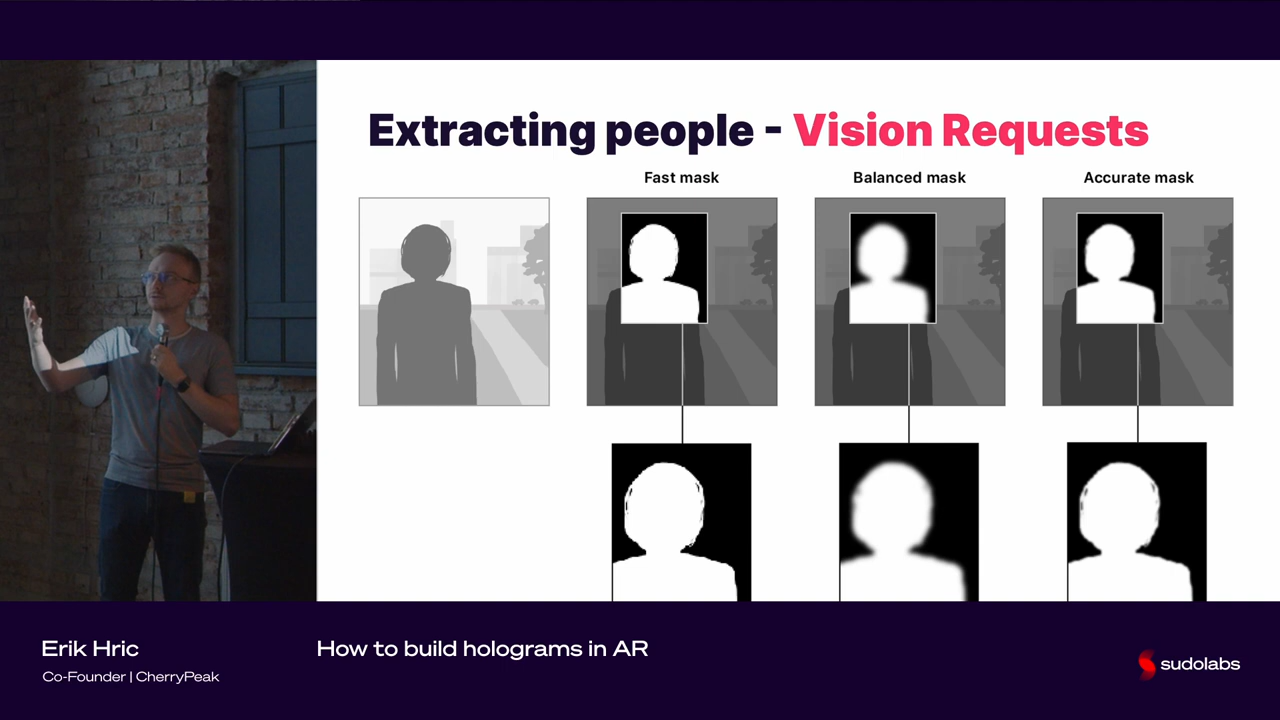 Extracting people - Vision Requests
Fast mask
Balanced mask
Accurate mask
Erik Hric
How to build holograms in AR
Co-Founder | CherryPeak
sudolabs